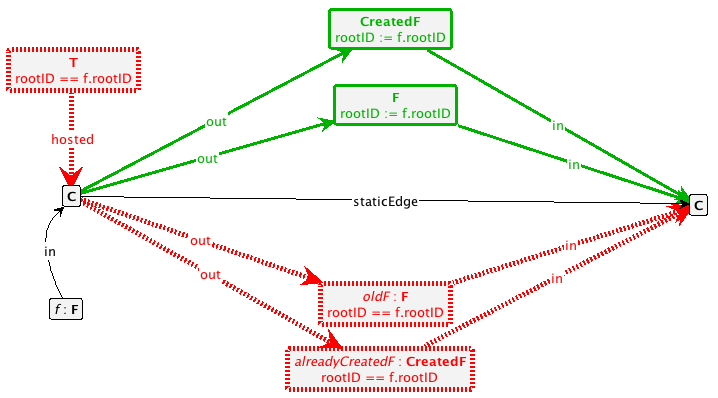 CreatedF
rootID := f.rootID
T
rootID == f.rootID
F
rootID := f.rootID
out
in
hosted
out
in
C
staticEdge
C
in
out
in
out
in
oldF : F
rootID == f.rootID
f : F
alreadyCreatedF : CreatedF
rootID == f.rootID